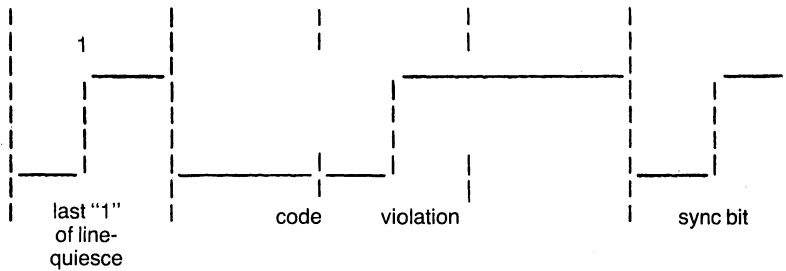 1
last "1"
of line-
quiesce
code violation
sync bit